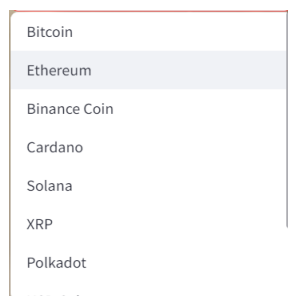 Bitcoin
Ethereum
Binance Coin
Cardano
Solana
XRP
Polkadot